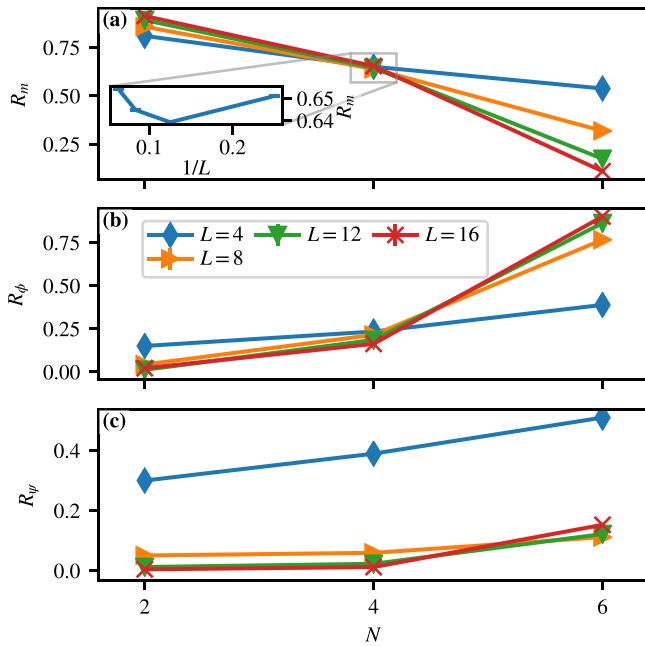 (a)
0.75
0.50
0.25
R_m
0.65
0.64
R_m
0.1 0.2
1/L
(b)
L = 4 L = 12 L = 16
L = 8
0.75
0.50
0.25
0.00
R_ϕ
(c)
0.4
0.2
0.0
R_ψ
2 4 6
N